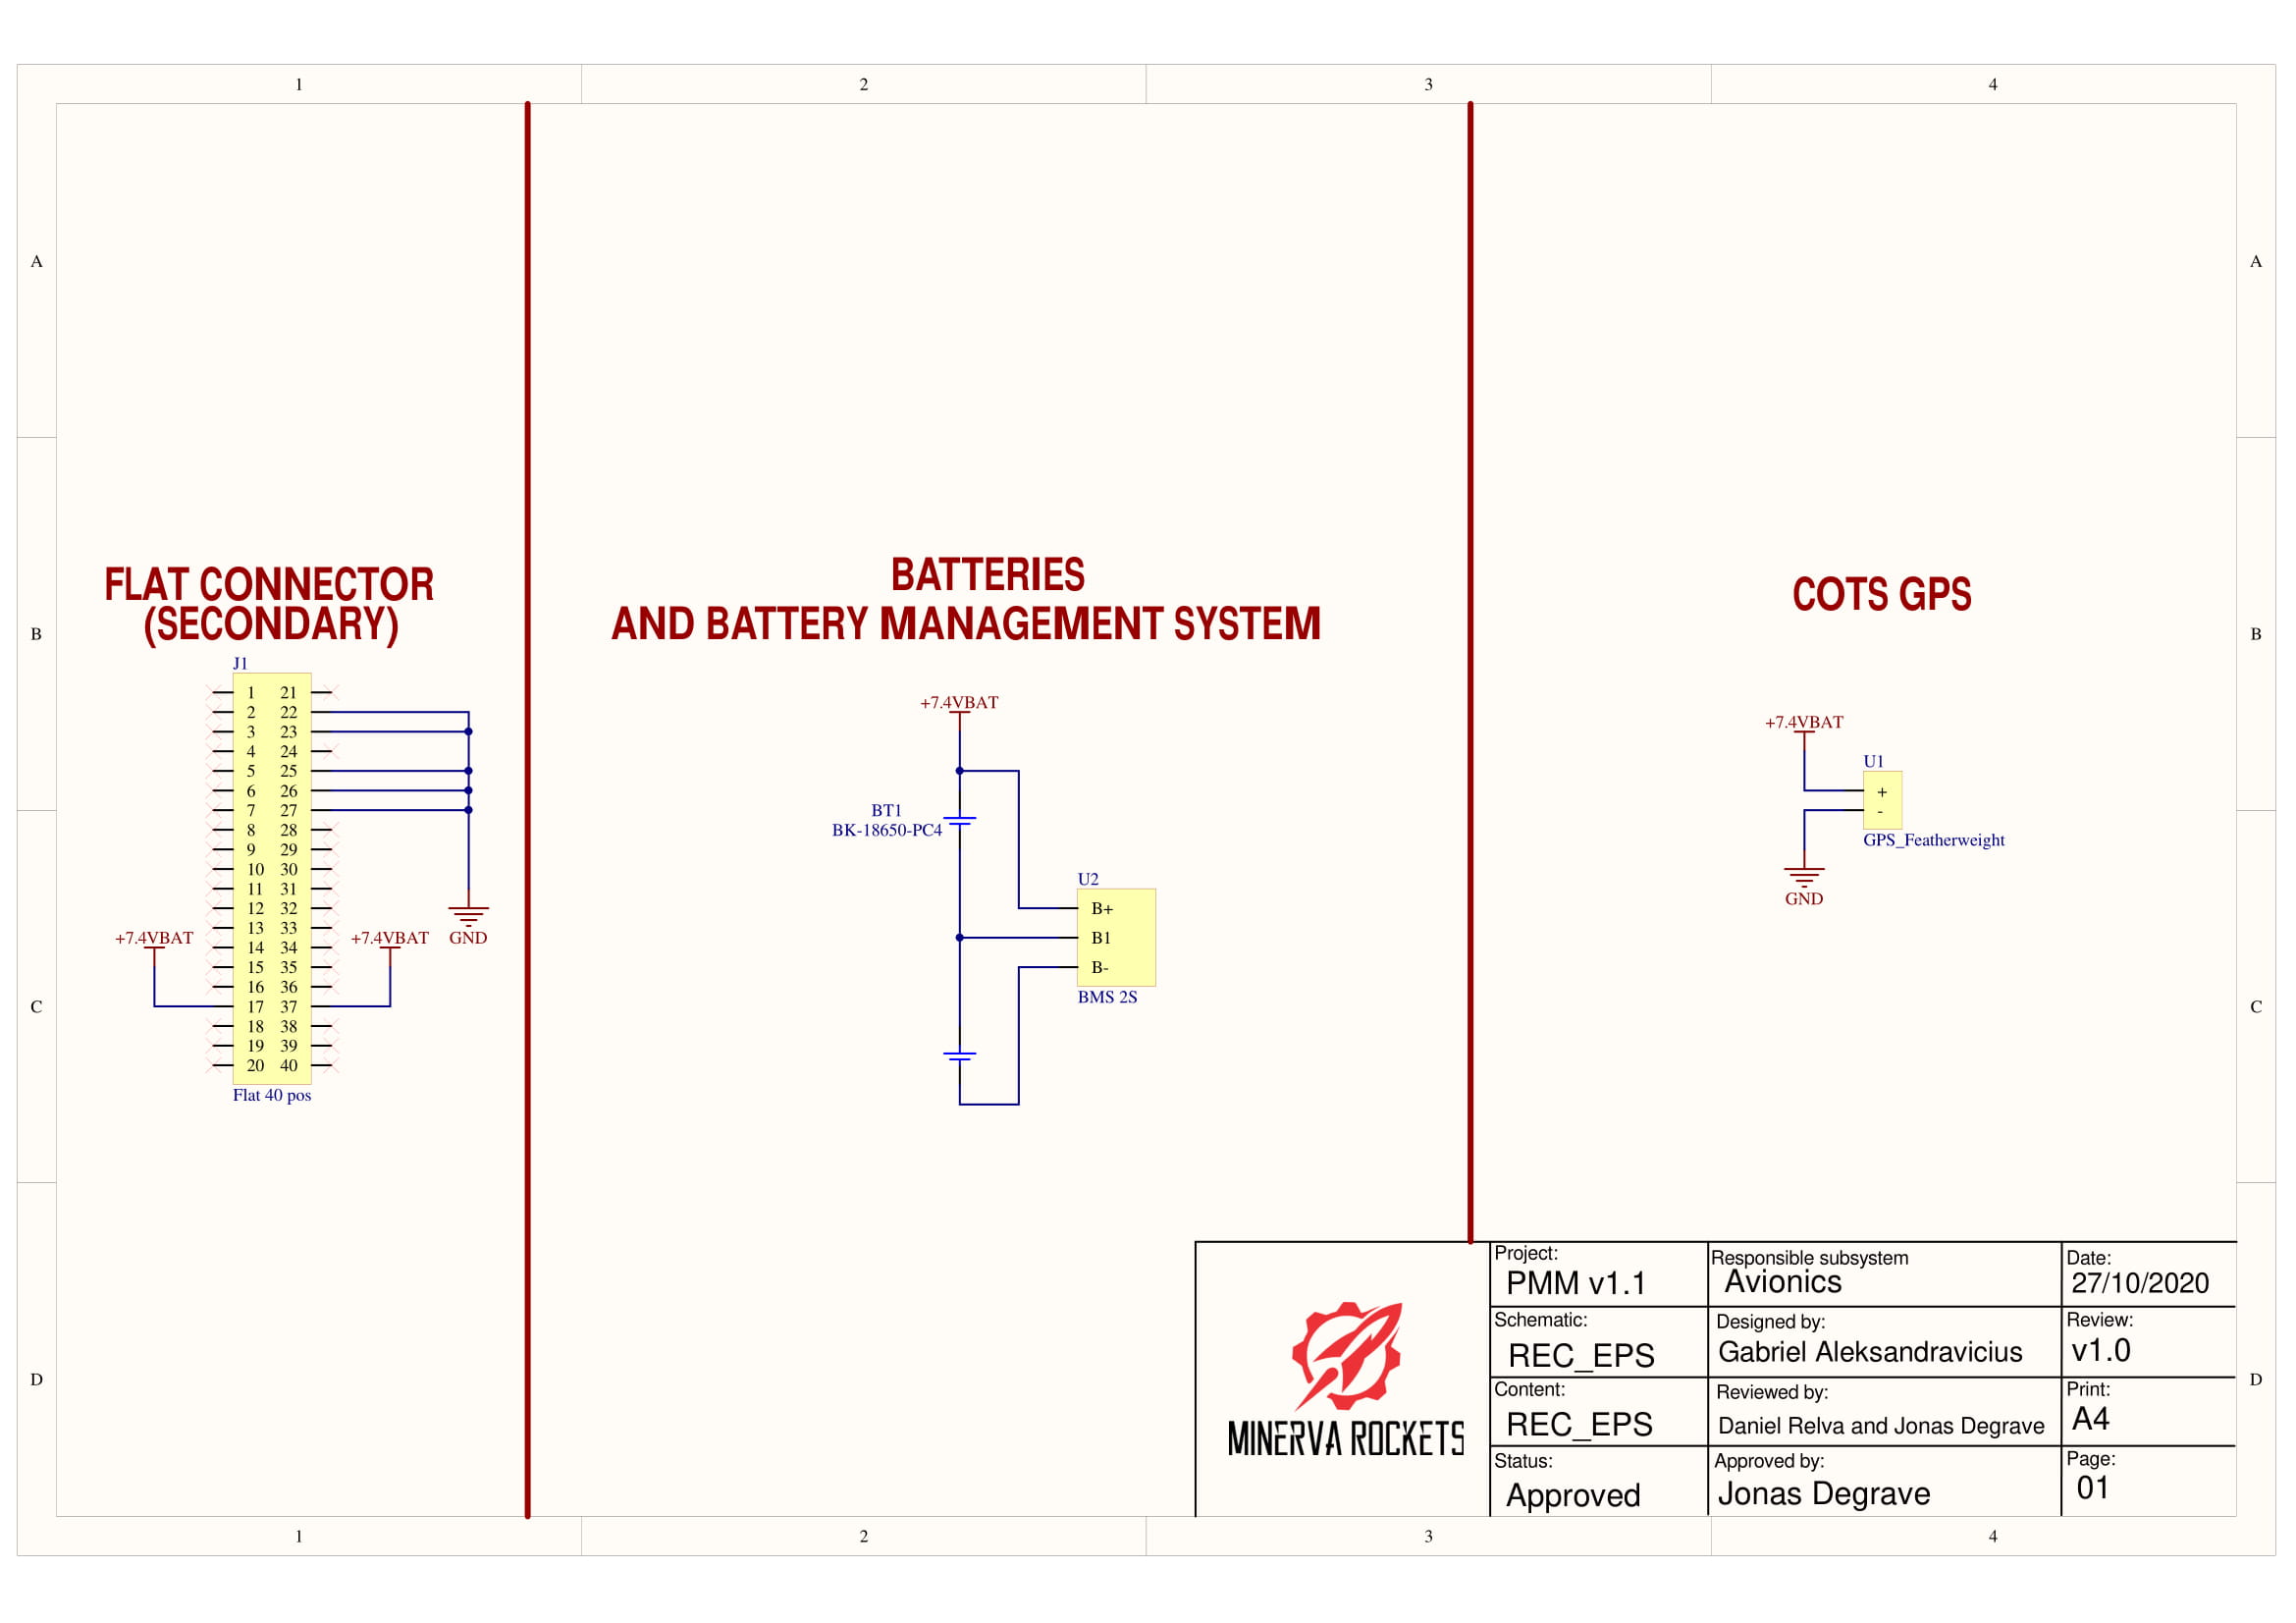 1 2 3 4
A A
FLAT CONNECTOR
(SECONDARY)
BATTERIES
AND BATTERY MANAGEMENT SYSTEM
COTS GPS
B B
J1
1 21
2 22
3 23
4 24
5 25
6 26
7 27
8 28
9 29
10 30
11 31
12 32
13 33
14 34
15 35
16 36
17 37
18 38
19 39
20 40
Flat 40 pos
+7.4VBAT
+7.4VBAT
GND
+7.4VBAT
BT1
BK-18650-PC4
U2
B+
B1
B-
BMS 2S
+7.4VBAT
U1
+
-
GPS_Featherweight
GND
C C
D D
MINERVA ROCKETS
Project:
PMM v1.1
Responsible subsystem
Avionics
Date:
27/10/2020
Schematic:
REC_EPS
Designed by:
Gabriel Aleksandravicius
Review:
v1.0
Content:
REC_EPS
Reviewed by:
Daniel Relva and Jonas Degrave
Print:
A4
Status:
Approved
Approved by:
Jonas Degrave
Page:
01
1 2 3 4